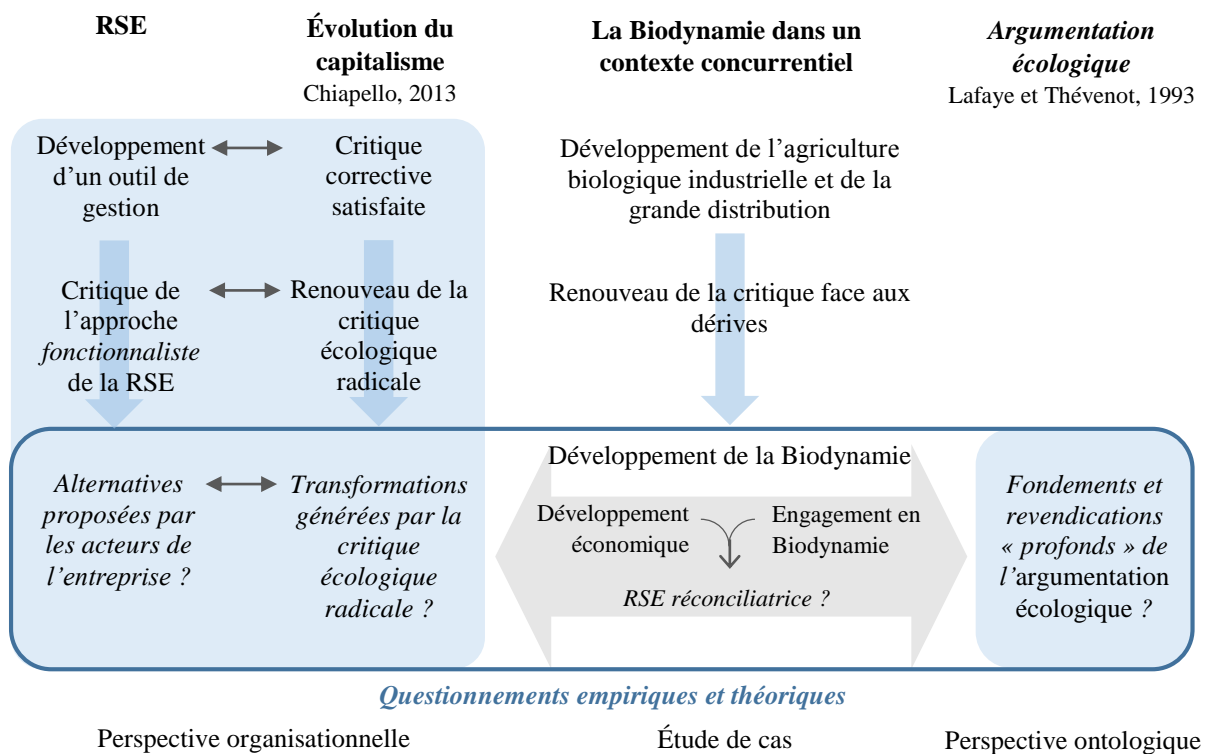 RSE
Évolution du
capitalisme
Chiapello, 2013
La Biodynamie dans un
contexte concurrentiel
Argumentation
écologique
Lafaye et Thévenot, 1993
Développement
d'un outil de
gestion
Critique
corrective
satisfaite
Développement de l'agriculture
biologique industrielle et de la
grande distribution
Critique de
l'approche
fonctionnaliste
de la RSE
Renouveau de la
critique
écologique
radicale
Renouveau de la critique face aux
dérives
Alternatives
proposées par
les acteurs de
l'entreprise ?
Transformations
générées par la
critique
écologique
radicale ?
Développement de la Biodynamie
Développement
économique
Engagement en
Biodynamie
RSE réconciliatrice ?
Fondements et
revendications
« profonds » de
l'argumentation
écologique ?
Questionnements empiriques et théoriques
Perspective organisationnelle
Étude de cas
Perspective ontologique